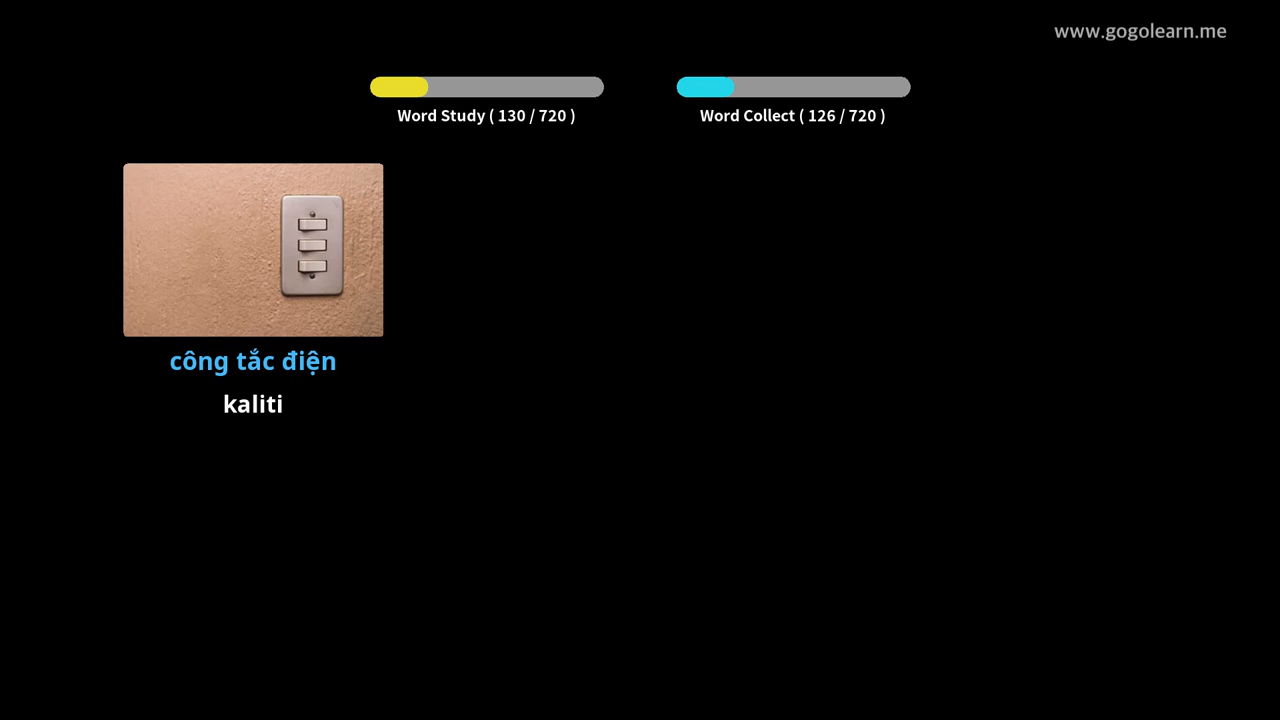 www.gogolearn.me
Word Study ( 130 / 720 )
Word Collect ( 126 / 720 )
công tắc điện
kaliti